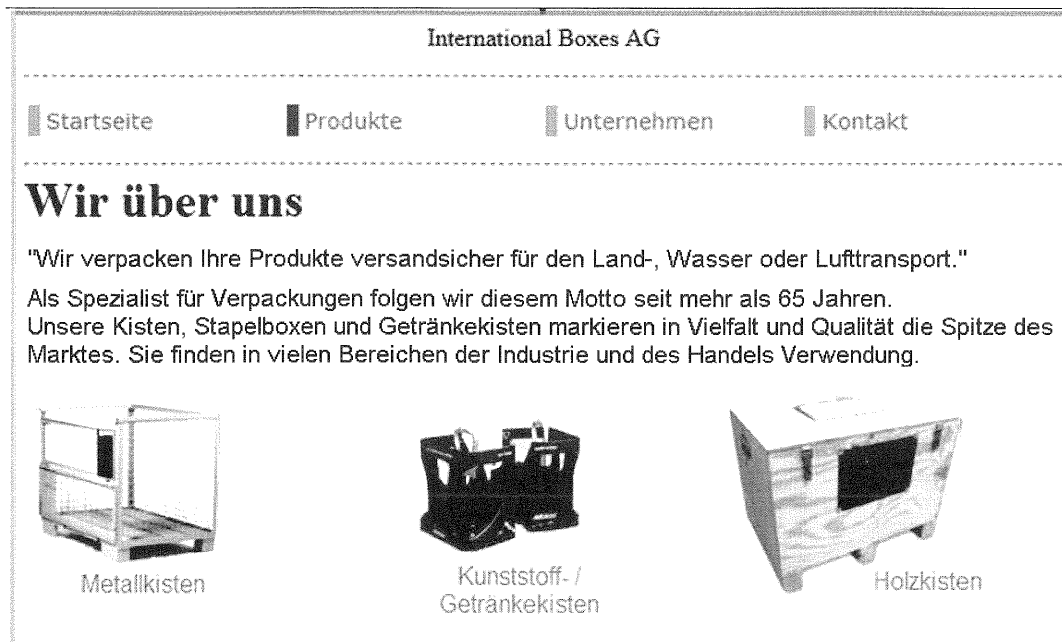 International Boxes AG
Startseite Produkte Unternehmen Kontakt
Wir über uns
"Wir verpacken Ihre Produkte versandsicher für den Land-, Wasser oder Lufttransport."
Als Spezialist für Verpackungen folgen wir diesem Motto seit mehr als 65 Jahren.
Unsere Kisten, Stapelboxen und Getränkekisten markieren in Vielfalt und Qualität die Spitze des
Marktes. Sie finden in vielen Bereichen der Industrie und des Handels Verwendung.
Metallkisten
Kunststoff- /
Getränkekisten
Holzkisten